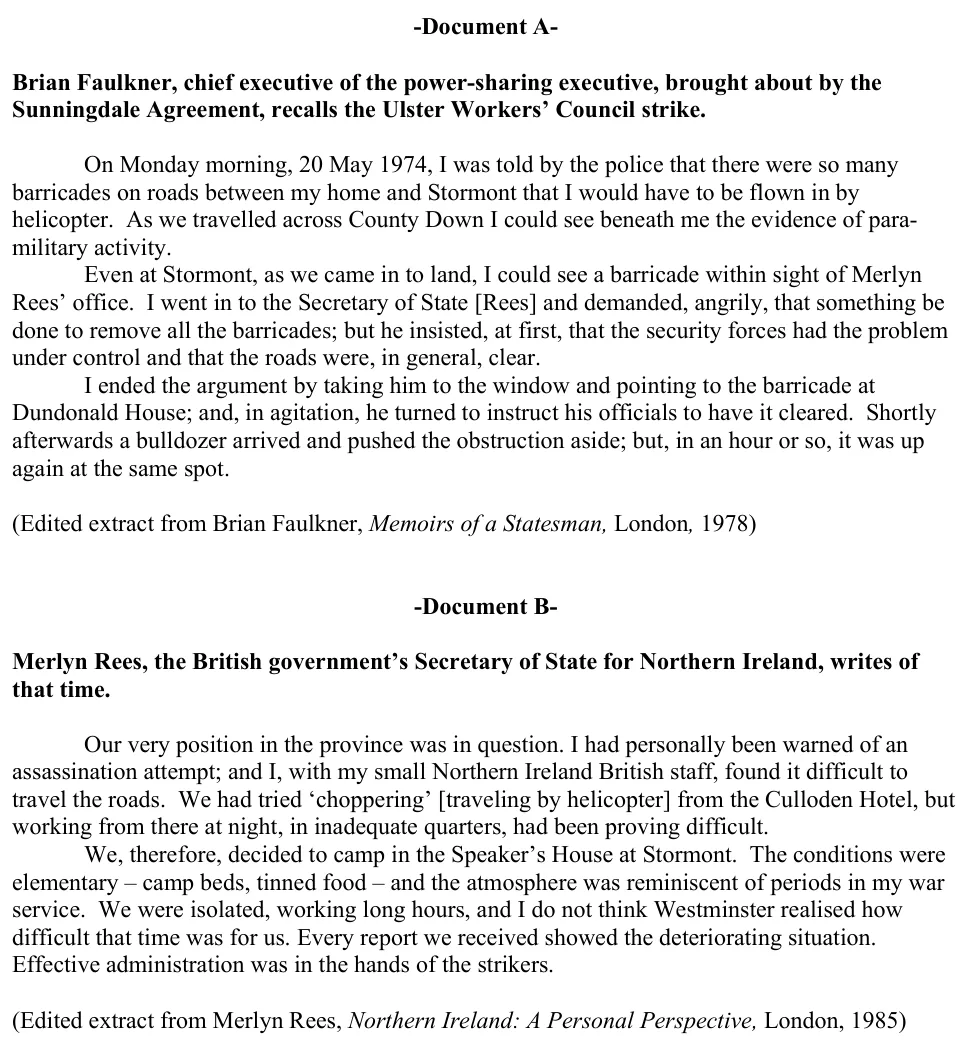 -Document A-
Brian Faulkner, chief executive of the power-sharing executive, brought about by the
Sunningdale Agreement, recalls the Ulster Workers’ Council strike.
On Monday morning, 20 May 1974, I was told by the police that there were so many
barricades on roads between my home and Stormont that I would have to be flown in by
helicopter.  As we travelled across County Down I could see beneath me the evidence of para-
military activity.
Even at Stormont, as we came in to land, I could see a barricade within sight of Merlyn
Rees’ office.  I went in to the Secretary of State [Rees] and demanded, angrily, that something be
done to remove all the barricades; but he insisted, at first, that the security forces had the problem
under control and that the roads were, in general, clear.
I ended the argument by taking him to the window and pointing to the barricade at
Dundonald House; and, in agitation, he turned to instruct his officials to have it cleared.  Shortly
afterwards a bulldozer arrived and pushed the obstruction aside; but, in an hour or so, it was up
again at the same spot.
(Edited extract from Brian Faulkner, Memoirs of a Statesman, London, 1978)
-Document B-
Merlyn Rees, the British government’s Secretary of State for Northern Ireland, writes of
that time.
Our very position in the province was in question. I had personally been warned of an
assassination attempt; and I, with my small Northern Ireland British staff, found it difficult to
travel the roads.  We had tried ‘choppering’ [traveling by helicopter] from the Culloden Hotel, but
working from there at night, in inadequate quarters, had been proving difficult.
We, therefore, decided to camp in the Speaker’s House at Stormont.  The conditions were
elementary – camp beds, tinned food – and the atmosphere was reminiscent of periods in my war
service.  We were isolated, working long hours, and I do not think Westminster realised how
difficult that time was for us. Every report we received showed the deteriorating situation.
Effective administration was in the hands of the strikers.
(Edited extract from Merlyn Rees, Northern Ireland: A Personal Perspective, London, 1985)